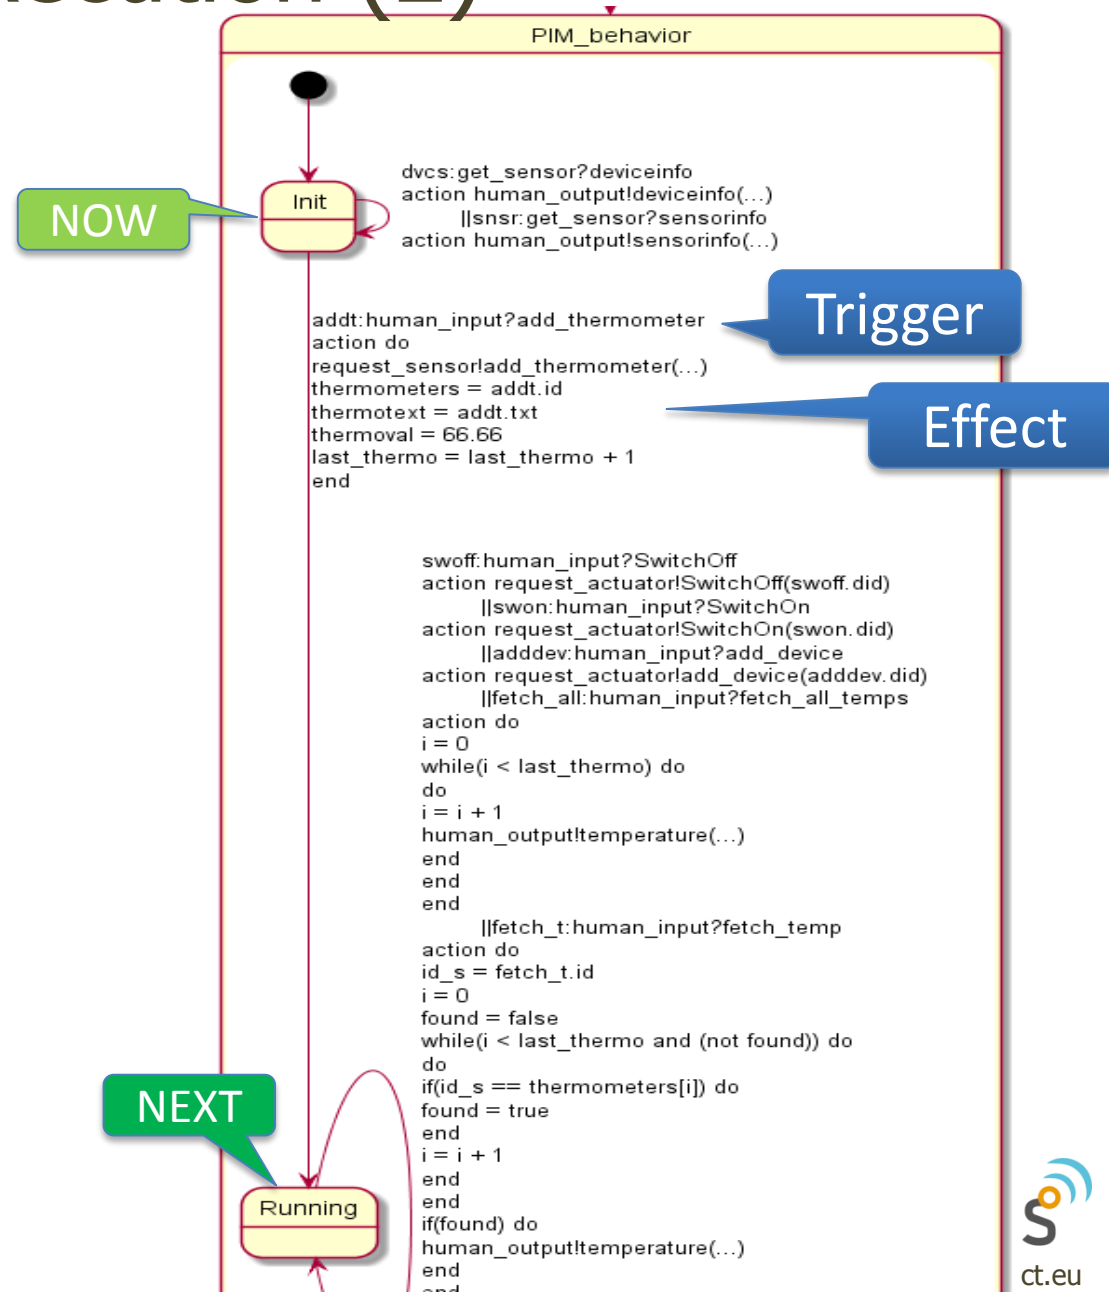 (2)
PIM_behavior
dvcs:get_sensor?deviceinfo
action human_output!deviceinfo(...)
||snsr:get_sensor?sensorinfo
action human_output!sensorinfo(...)
Init
NOW
addt:human_input?add_thermometer
action do
request_sensor!add_thermometer(...)
thermometers = addt.id
thermotext = addt.txt
thermoval = 66.66
last_thermo = last_thermo + 1
end
Trigger
Effect
swoff:human_input?SwitchOff
action request_actuator!SwitchOff(swoff.did)
||swon:human_input?SwitchOn
action request_actuator!SwitchOn(swon.did)
||adddev:human_input?add_device
action request_actuator!add_device(adddev.did)
||fetch_all:human_input?fetch_all_temps
action do
i = 0
while(i < last_thermo) do
do
i = i + 1
human_output!temperature(...)
end
end
end
||fetch_t:human_input?fetch_temp
action do
id_s = fetch_t.id
i = 0
found = false
while(i < last_thermo and (not found)) do
do
if(id_s == thermometers[i]) do
found = true
end
i = i + 1
end
end
if(found) do
human_output!temperature(...)
end
end
NEXT
Running
ct.eu